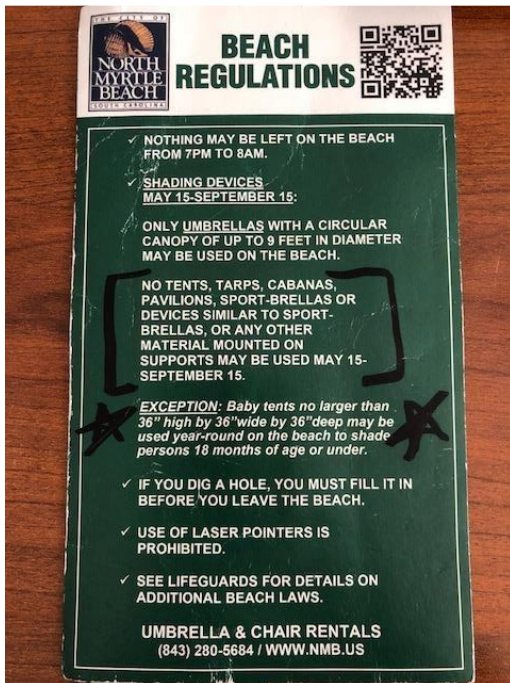 THE CITY OF
NORTH
MYRTLE
BEACH
SOUTH CAROLINA
BEACH
REGULATIONS
✓ NOTHING MAY BE LEFT ON THE BEACH
FROM 7PM TO 8AM.
✓ SHADING DEVICES
MAY 15-SEPTEMBER 15:
ONLY UMBRELLAS WITH A CIRCULAR
CANOPY OF UP TO 9 FEET IN DIAMETER
MAY BE USED ON THE BEACH.
NO TENTS, TARPS, CABANAS,
PAVILIONS, SPORT-BRELLAS OR
DEVICES SIMILAR TO SPORT-
BRELLAS, OR ANY OTHER
MATERIAL MOUNTED ON
SUPPORTS MAY BE USED MAY 15-
SEPTEMBER 15.
EXCEPTION: Baby tents no larger than
36" high by 36"wide by 36"deep may be
used year-round on the beach to shade
persons 18 months of age or under.
✓ IF YOU DIG A HOLE, YOU MUST FILL IT IN
BEFORE YOU LEAVE THE BEACH.
✓ USE OF LASER POINTERS IS
PROHIBITED.
✓ SEE LIFEGUARDS FOR DETAILS ON
ADDITIONAL BEACH LAWS.
UMBRELLA & CHAIR RENTALS
(843) 280-5684 / WWW.NMB.US